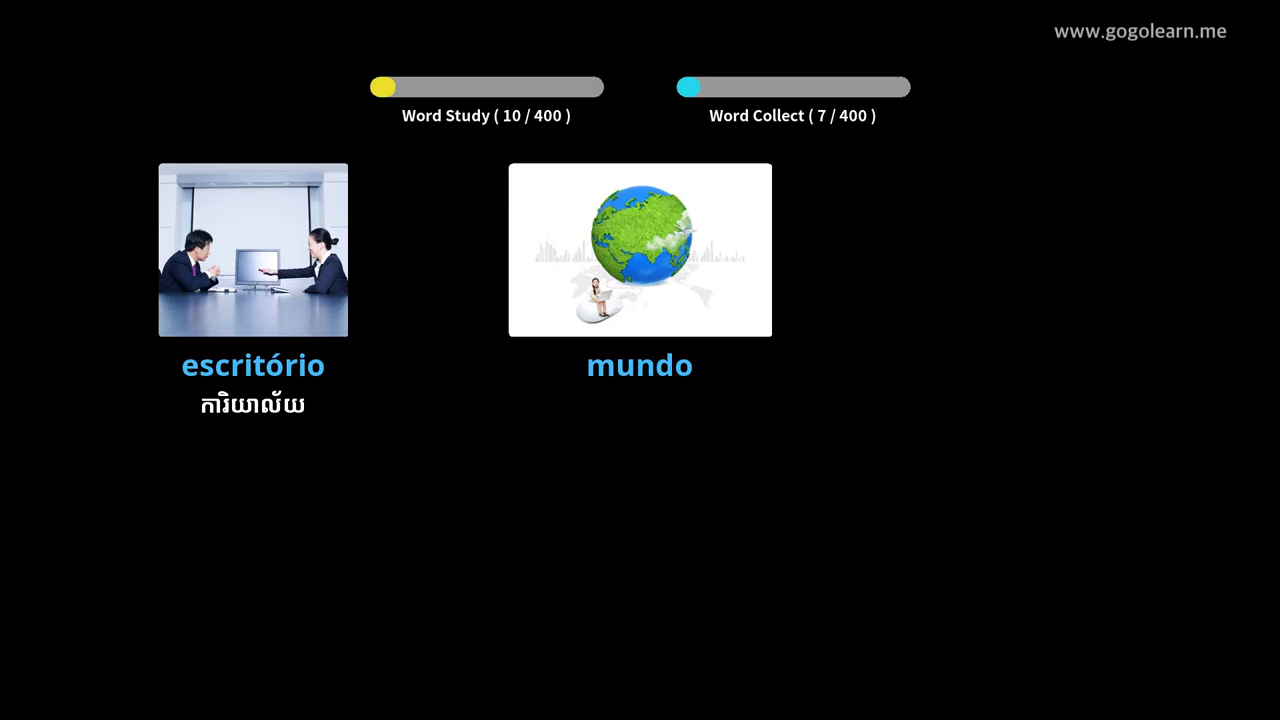 www.gogolearn.me
Word Study ( 10 / 400 )
Word Collect ( 7 / 400 )
escritório
mundo
ការិយាល័យ